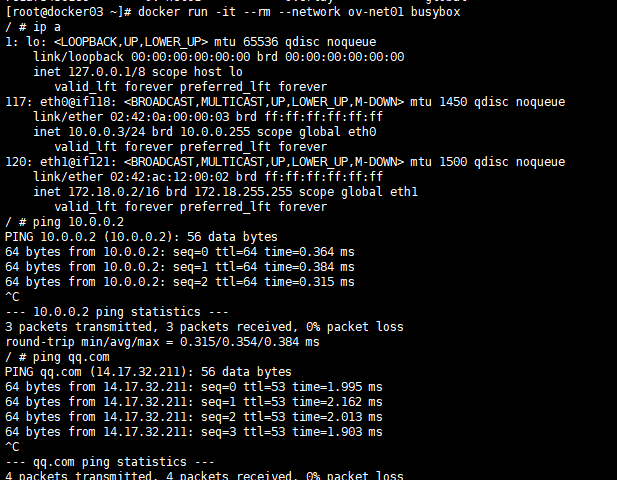 [root@docker03 ~]# docker run -it --rm --network ov-net01 busybox
/ # ip a
1: lo: <LOOPBACK,UP,LOWER_UP> mtu 65536 qdisc noqueue
    link/loopback 00:00:00:00:00:00 brd 00:00:00:00:00:00
    inet 127.0.0.1/8 scope host lo
       valid_lft forever preferred_lft forever
117: eth0@if118: <BROADCAST,MULTICAST,UP,LOWER_UP,M-DOWN> mtu 1450 qdisc noqueue
    link/ether 02:42:0a:00:00:03 brd ff:ff:ff:ff:ff:ff
    inet 10.0.0.3/24 brd 10.0.0.255 scope global eth0
       valid_lft forever preferred_lft forever
120: eth1@if121: <BROADCAST,MULTICAST,UP,LOWER_UP,M-DOWN> mtu 1500 qdisc noqueue
    link/ether 02:42:ac:12:00:02 brd ff:ff:ff:ff:ff:ff
    inet 172.18.0.2/16 brd 172.18.255.255 scope global eth1
       valid_lft forever preferred_lft forever
/ # ping 10.0.0.2
PING 10.0.0.2 (10.0.0.2): 56 data bytes
64 bytes from 10.0.0.2: seq=0 ttl=64 time=0.364 ms
64 bytes from 10.0.0.2: seq=1 ttl=64 time=0.384 ms
64 bytes from 10.0.0.2: seq=2 ttl=64 time=0.315 ms
^C
--- 10.0.0.2 ping statistics ---
3 packets transmitted, 3 packets received, 0% packet loss
round-trip min/avg/max = 0.315/0.354/0.384 ms
/ # ping qq.com
PING qq.com (14.17.32.211): 56 data bytes
64 bytes from 14.17.32.211: seq=0 ttl=53 time=1.995 ms
64 bytes from 14.17.32.211: seq=1 ttl=53 time=2.162 ms
64 bytes from 14.17.32.211: seq=2 ttl=53 time=2.013 ms
64 bytes from 14.17.32.211: seq=3 ttl=53 time=1.903 ms
^C
--- qq.com ping statistics ---
4 packets transmitted, 4 packets received, 0% packet loss